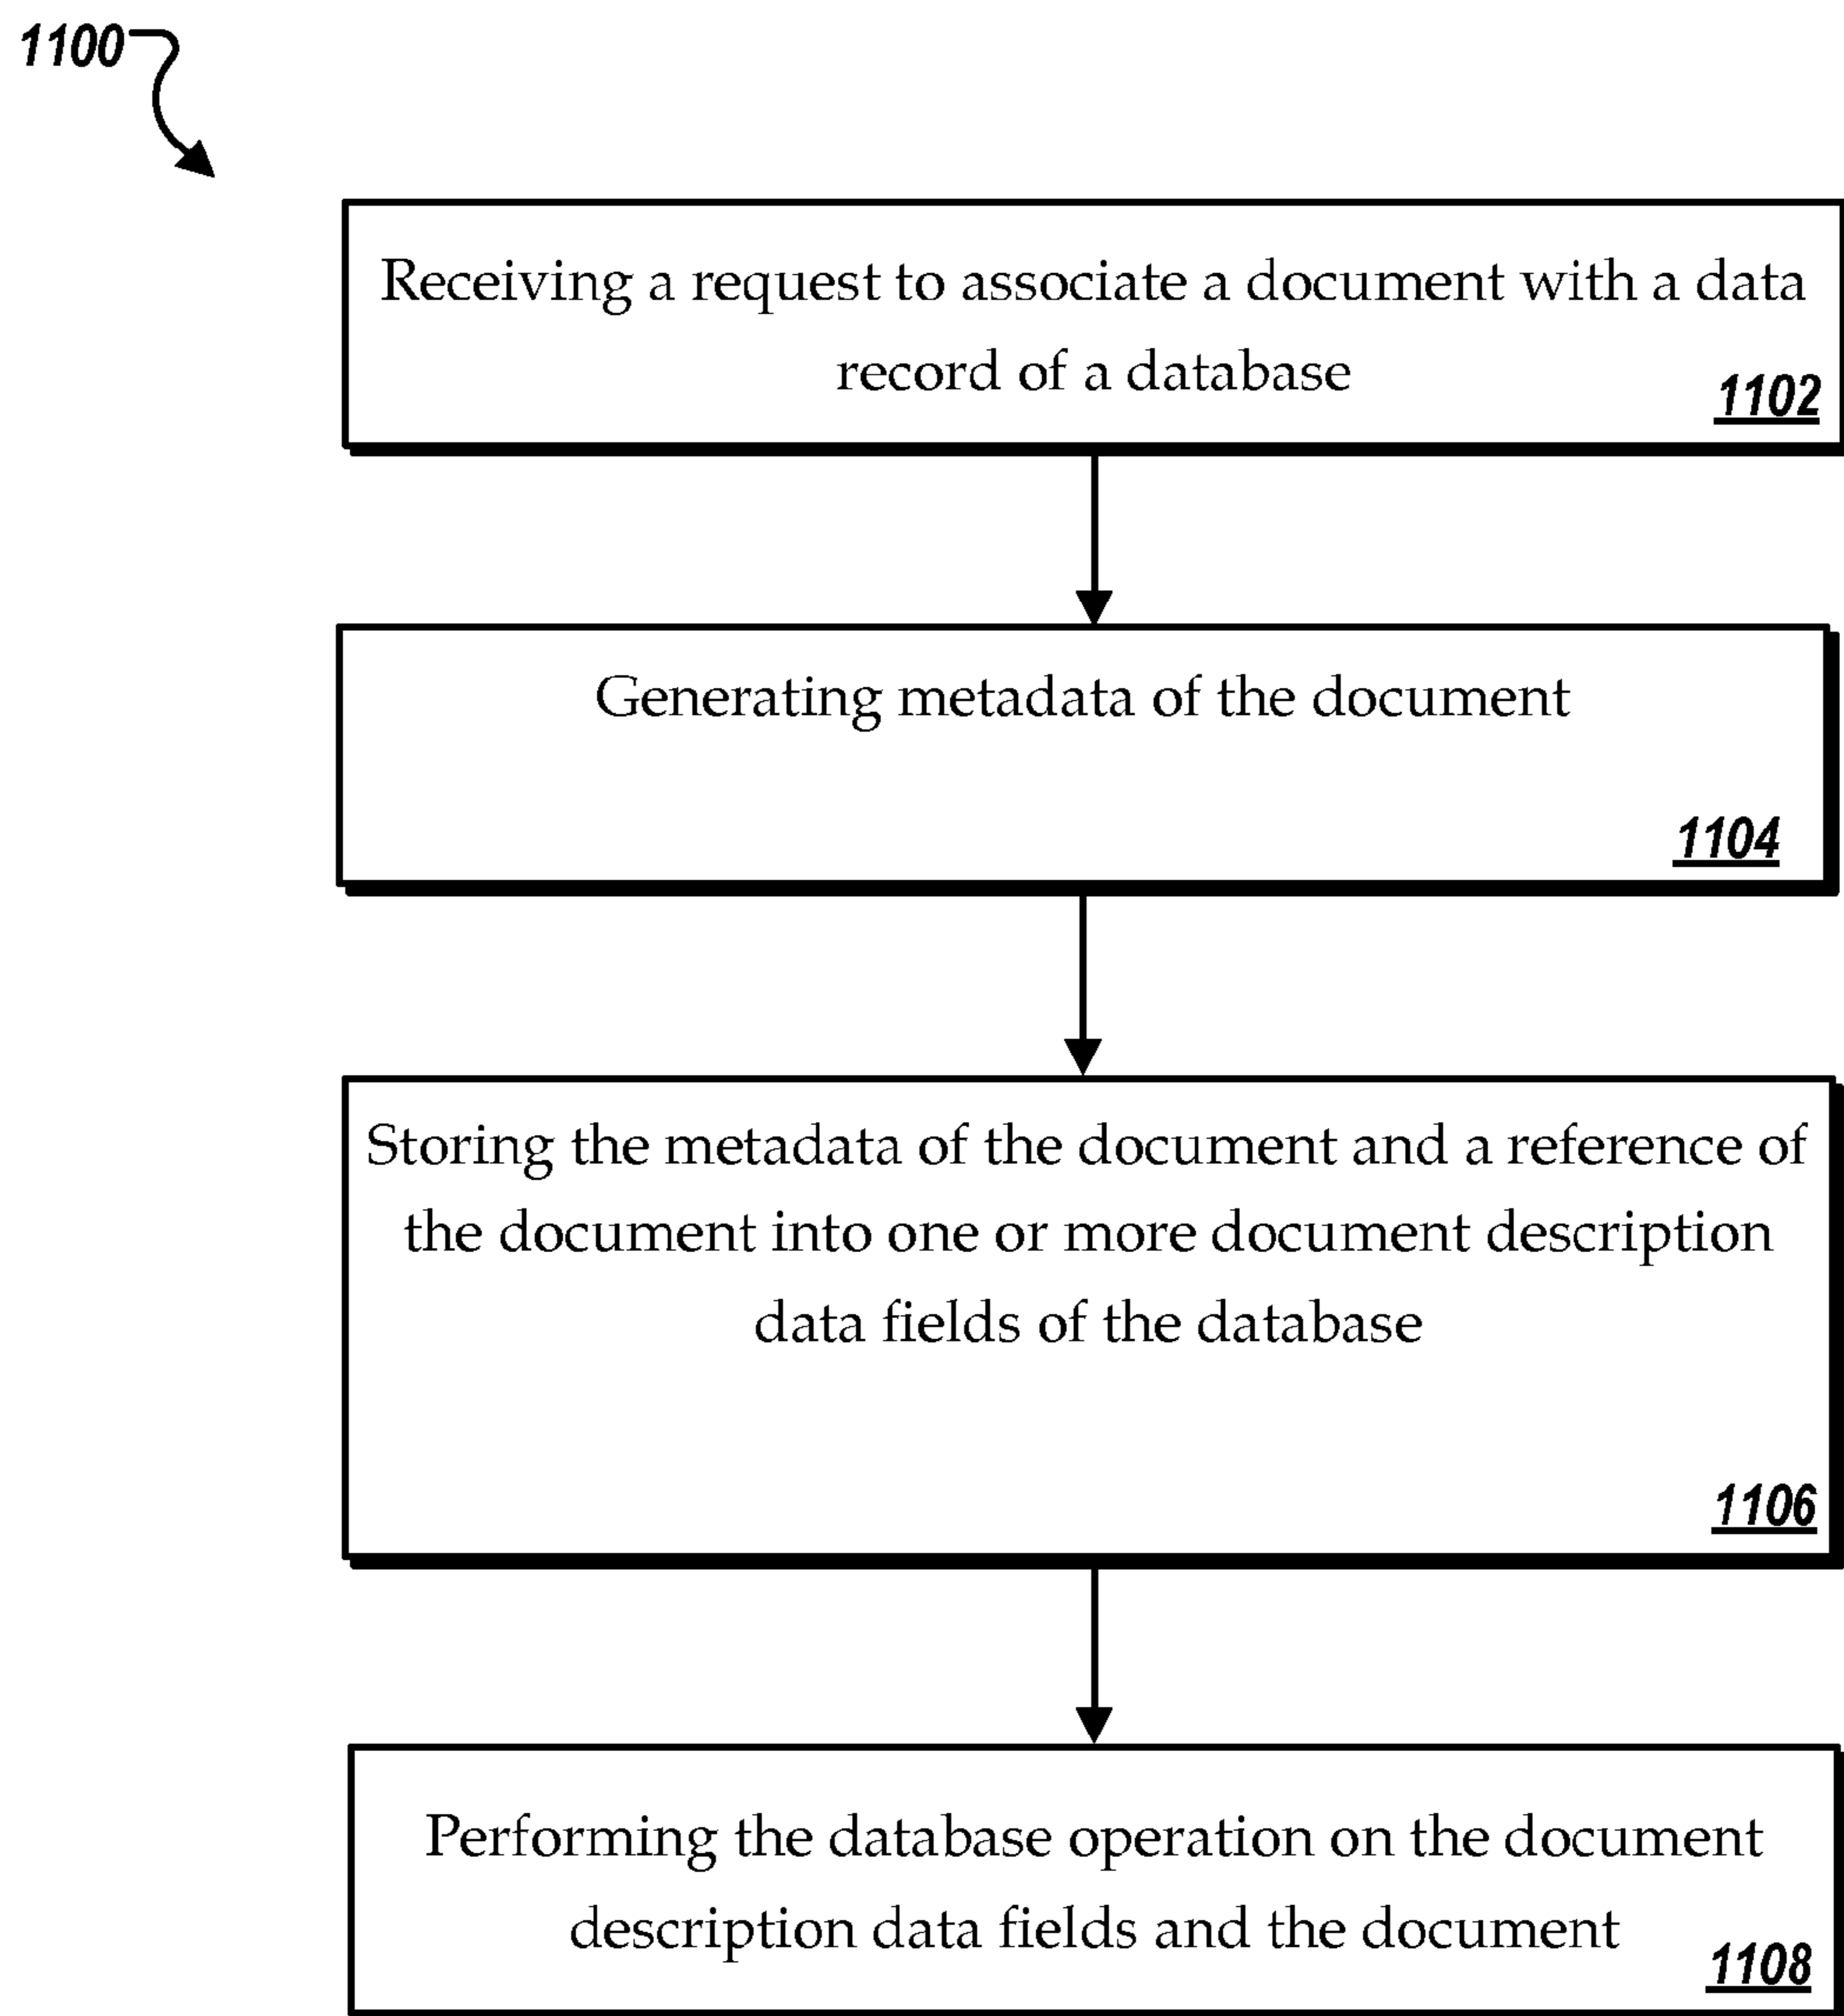 1100
Receiving a request to associate a document with a data
record of a database
1102
Generating metadata of the document
1104
Storing the metadata of the document and a reference of
the document into one or more document description
data fields of the database
1106
Performing the database operation on the document
description data fields and the document
1108